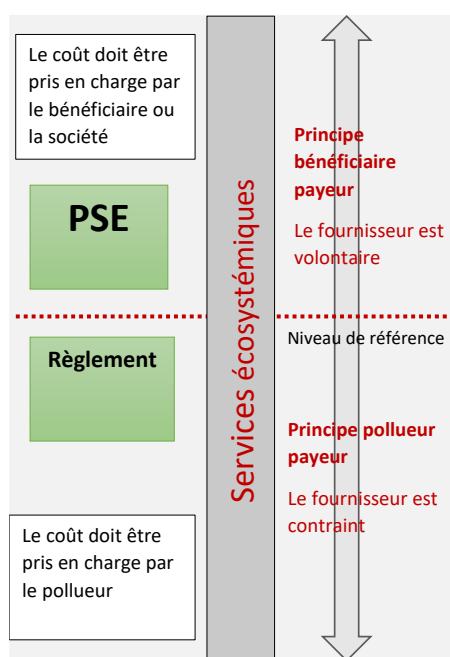 Le coût doit être
pris en charge par
le bénéficiaire ou
la société
PSE
Règlement
Le coût doit être
pris en charge par
le pollueur
Services écosystémiques
Principe
bénéficiaire
payeur
Le fournisseur est
volontaire
Niveau de référence
Principe pollueur
payeur
Le fournisseur est
contraint